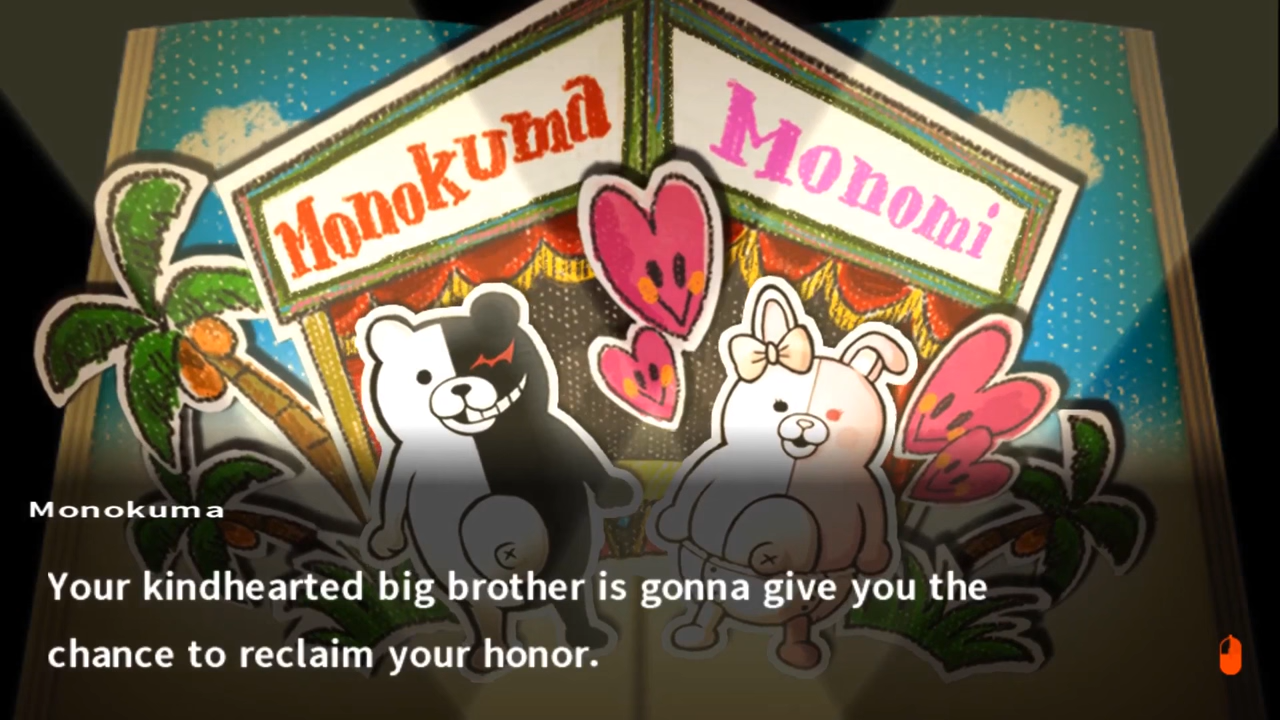 Monokuma
Monomi
Monokuma
Your kindhearted big brother is gonna give you the
chance to reclaim your honor.